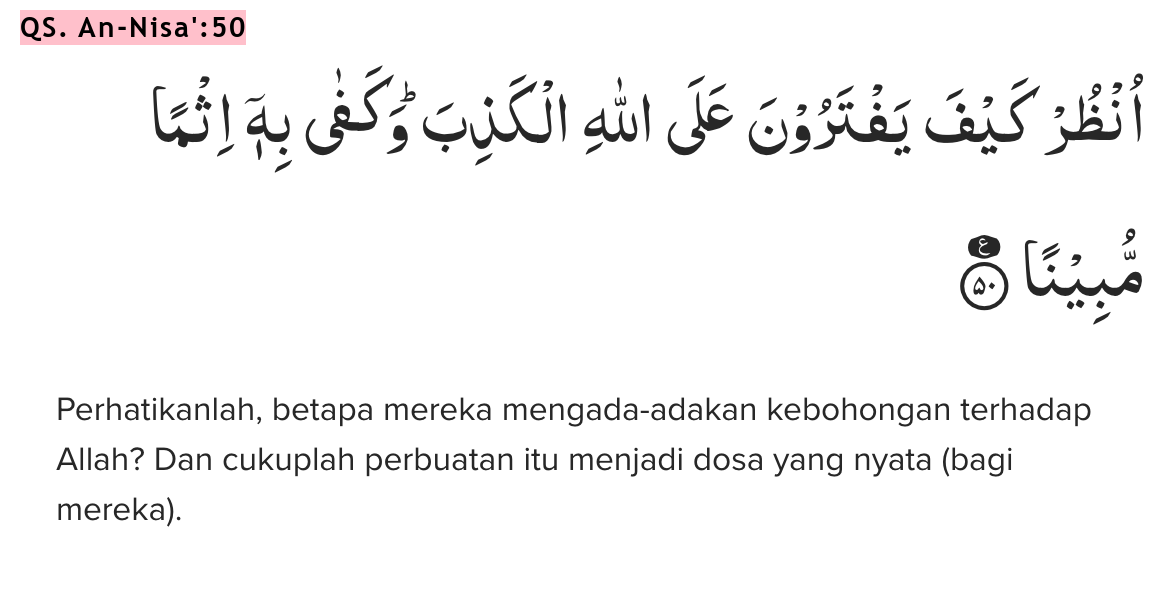 QS. An-Nisa':50
اُنْظُرْ كَيْفَ يَفْتَرُوْنَ عَلَى اللّٰهِ الْكَذِبَ ۗ وَكَفٰى بِهٖٓ اِثْمًا
مُّبِيْنًا ࣖ ٥٠
Perhatikanlah, betapa mereka mengada-adakan kebohongan terhadap
Allah? Dan cukuplah perbuatan itu menjadi dosa yang nyata (bagi
mereka).